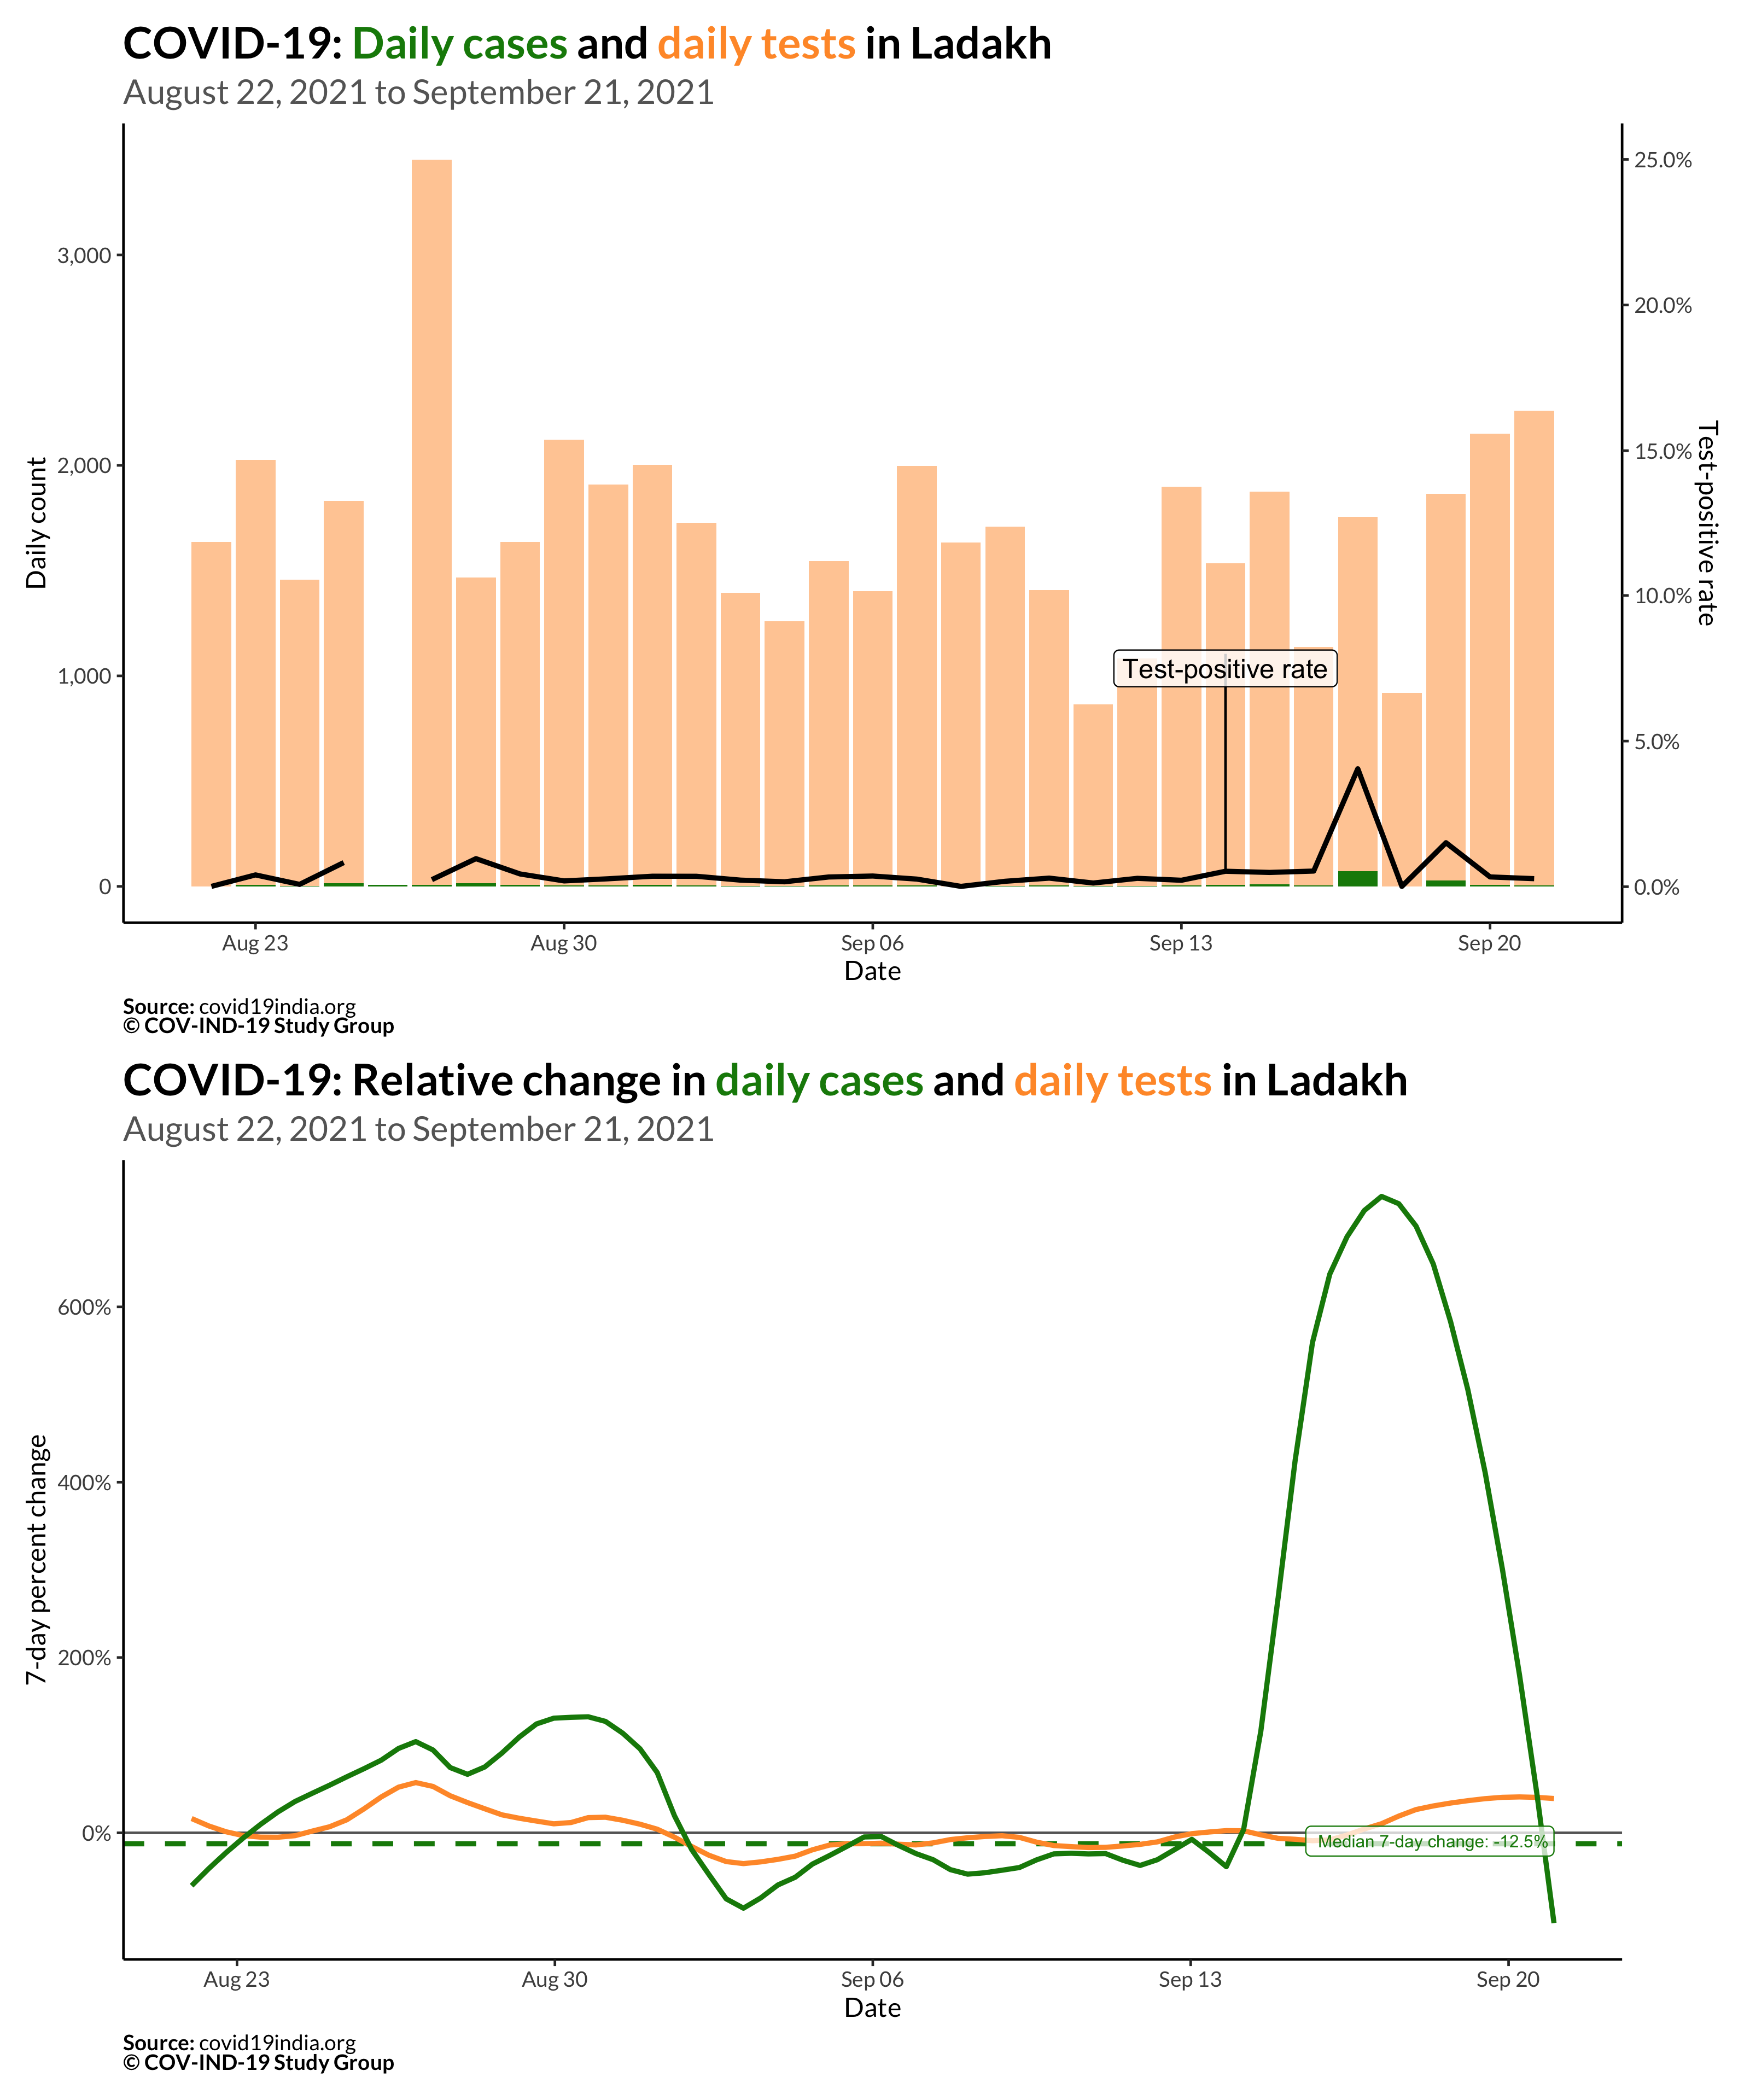 COVID-19: Daily cases and daily tests in Ladakh
August 22, 2021 to September 21, 2021
Daily count
3,000
2,000
1,000
0
25.0%
20.0%
15.0%
10.0%
5.0%
0.0%
Test-positive rate
Test-positive rate
Aug 23
Aug 30
Sep 06
Sep 13
Sep 20
Date
Source: covid19india.org
© COV-IND-19 Study Group
COVID-19: Relative change in daily cases and daily tests in Ladakh
August 22, 2021 to September 21, 2021
7-day percent change
600%
400%
200%
0%
Median 7-day change: -12.5%
Aug 23
Aug 30
Sep 06
Sep 13
Sep 20
Date
Source: covid19india.org
© COV-IND-19 Study Group